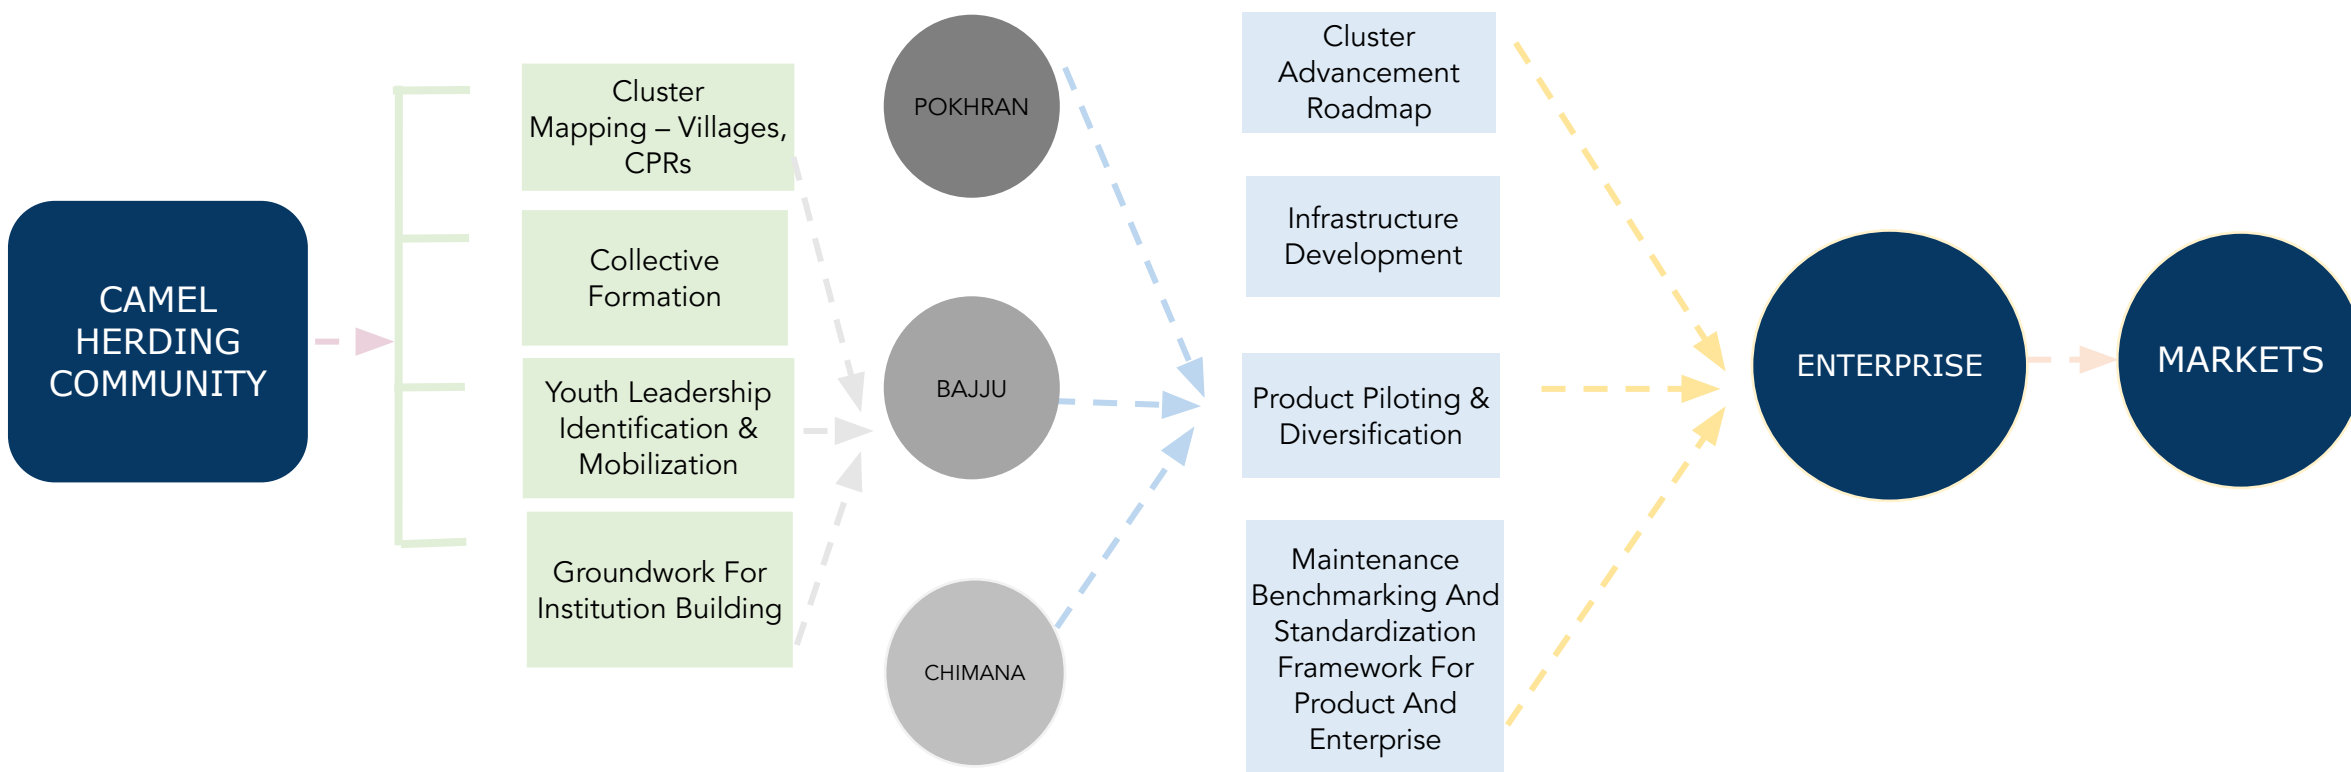 CAMEL
HERDING
COMMUNITY
Cluster
Mapping – Villages,
CPRs
Collective
Formation
Youth Leadership
Identification &
Mobilization
Groundwork For
Institution Building
POKHRAN
BAJJU
CHIMANA
Cluster
Advancement
Roadmap
Infrastructure
Development
Product Piloting &
Diversification
Maintenance
Benchmarking And
Standardization
Framework For
Product And
Enterprise
ENTERPRISE
MARKETS